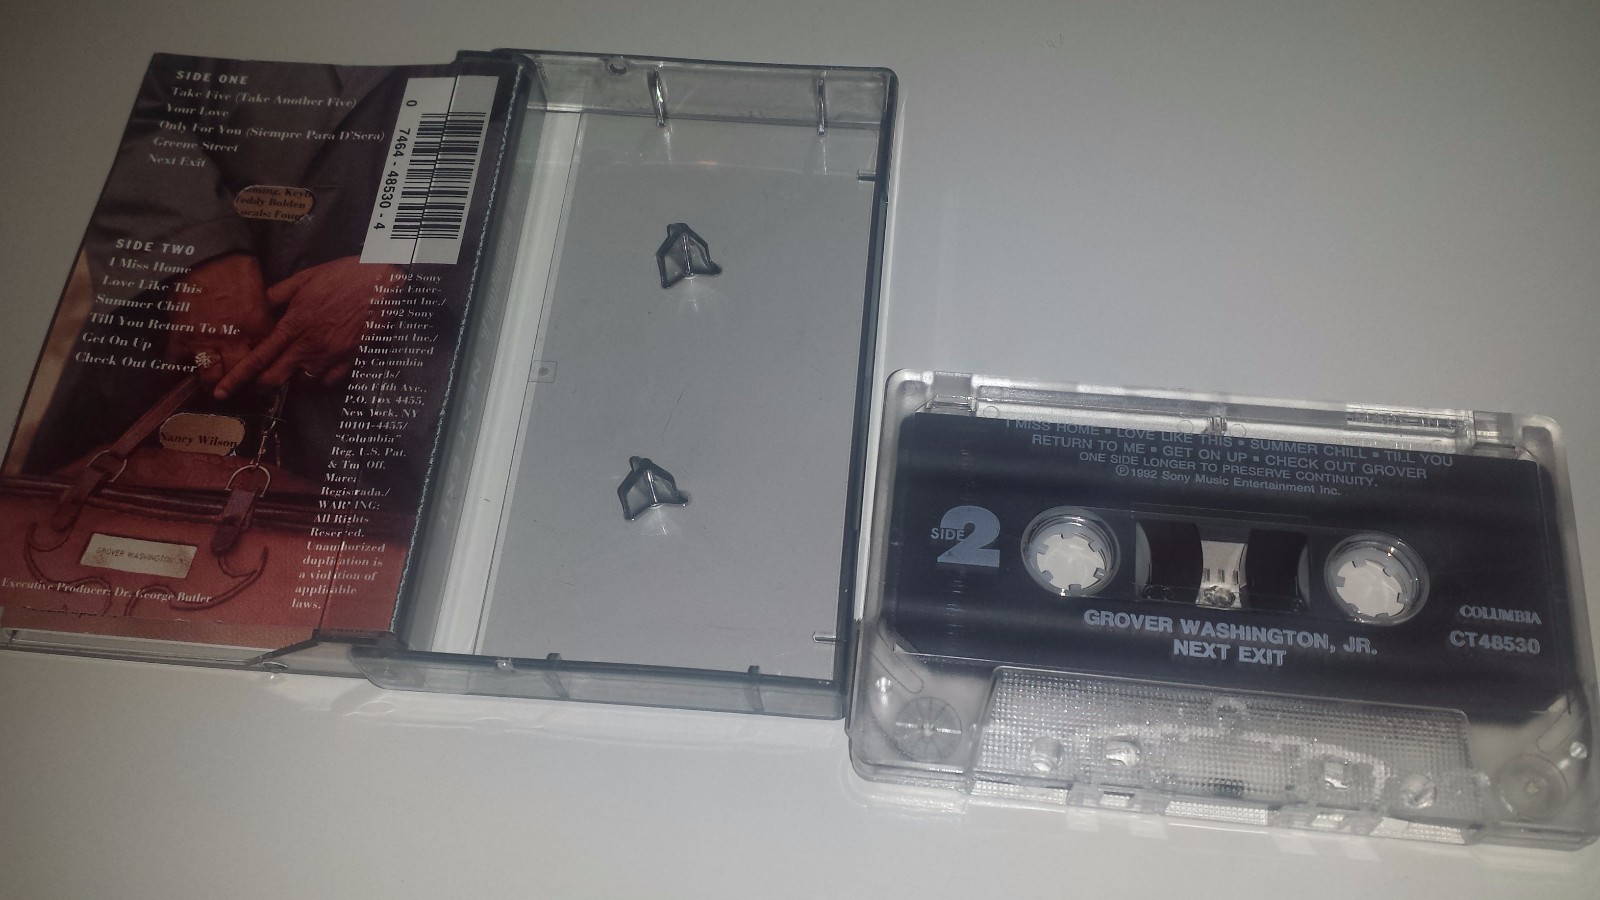 SIDE ONE
Take Five (Take Another Five)
Your Love
Only For You (Siempre Para D'Sera)
Greene Street
Next Exit
Teddy Bolden
SIDE TWO
I Miss Home
Love Like This
Summer Chill
Till You Return To Me
Get On Up
Check Out Grover
Nancy Wilson
GROVER WASHINGTON
Executive Producer: Dr. George Butler
0 7464-48530-4
© 1992 Sony
Music Enter-
tainment Inc./
℗ 1992 Sony
Music Enter-
tainment Inc./
Manufactured
by Columbia
Records/
666 Fifth Ave.,
P.O. Box 4455,
New York, NY
10101-4455/
"Columbia"
Reg. U.S. Pat.
& Tm. Off.
Marca
Registrada./
WARNING:
All Rights
Reserved.
Unauthorized
duplication is
a violation of
applicable
laws.
I MISS HOME ▪ LOVE LIKE THIS ▪ SUMMER CHILL ▪ TILL YOU
RETURN TO ME ▪ GET ON UP ▪ CHECK OUT GROVER
ONE SIDE LONGER TO PRESERVE CONTINUITY.
℗1992 Sony Music Entertainment Inc.
SIDE 2
COLUMBIA
CT48530
GROVER WASHINGTON, JR.
NEXT EXIT